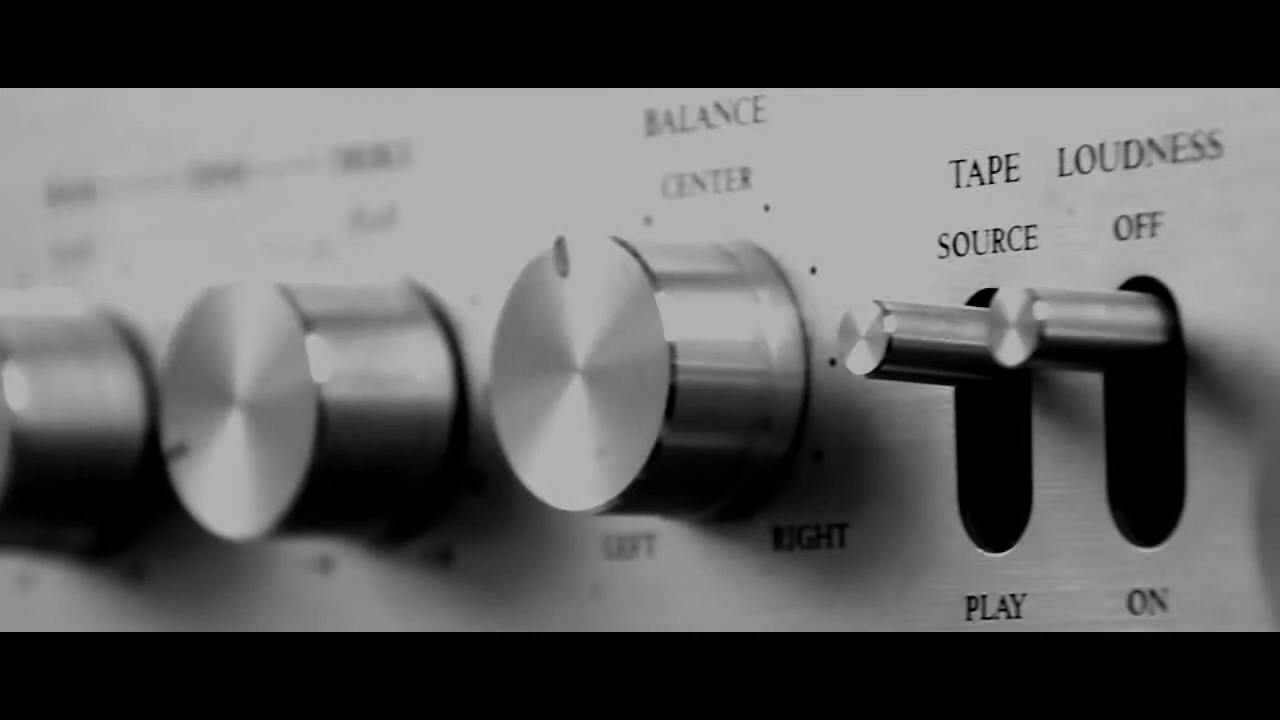 BALANCE
CENTER
LEFT
RIGHT
TAPE
SOURCE
PLAY
LOUDNESS
OFF
ON